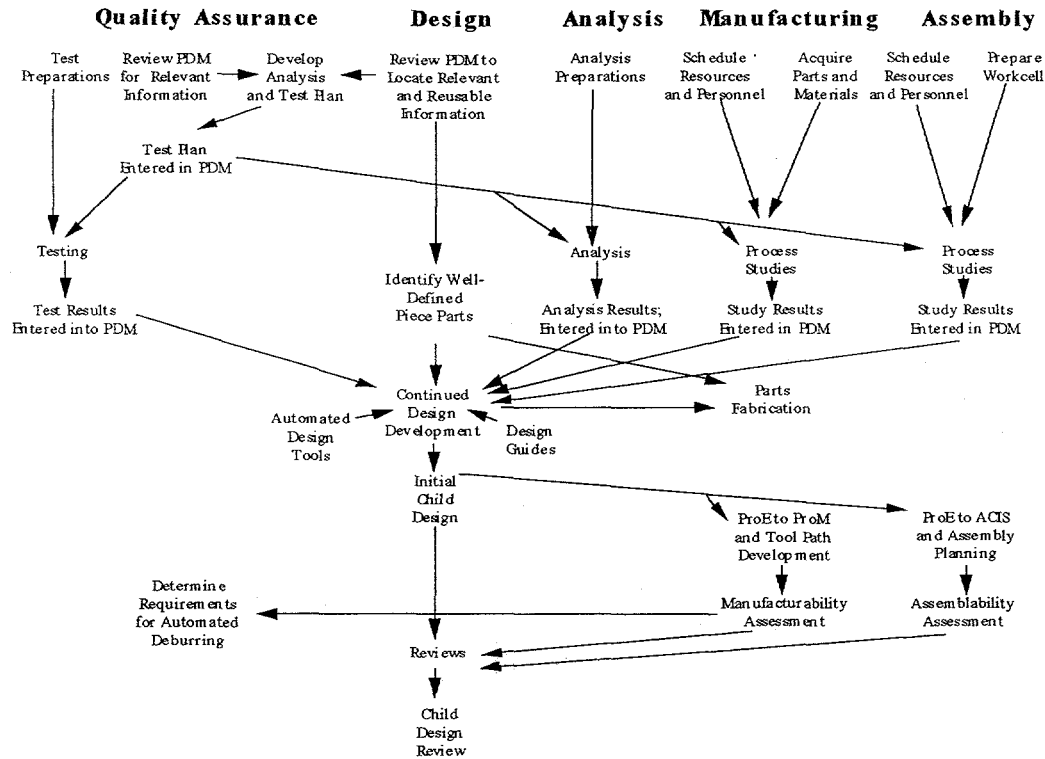 Quality Assurance
Design
Analysis
Manufacturing
Assembly
Test
Preparations
Review PDM
for Relevant
Information
Develop
Analysis
and Test Plan
Review PDM to
Locate Relevant
and Reusable
Information
Analysis
Preparations
Schedule
Resources
and Personnel
Acquire
Parts and
Materials
Schedule
Resources
and Personnel
Prepare
Workcell
Test Plan
Entered in PDM
Testing
Analysis
Process
Studies
Process
Studies
Identify Well-
Defined
Piece Parts
Test Results
Entered into PDM
Analysis Results;
Entered into PDM
Study Results
Entered in PDM
Study Results
Entered in PDM
Continued
Design
Development
Parts
Fabrication
Automated
Design
Tools
Design
Guides
Initial
Child
Design
ProE to ProM
and Tool Path
Development
ProE to ACIS
and Assembly
Planning
Determine
Requirements
for Automated
Deburring
Manufacturability
Assessment
Assemblability
Assessment
Reviews
Child
Design
Review